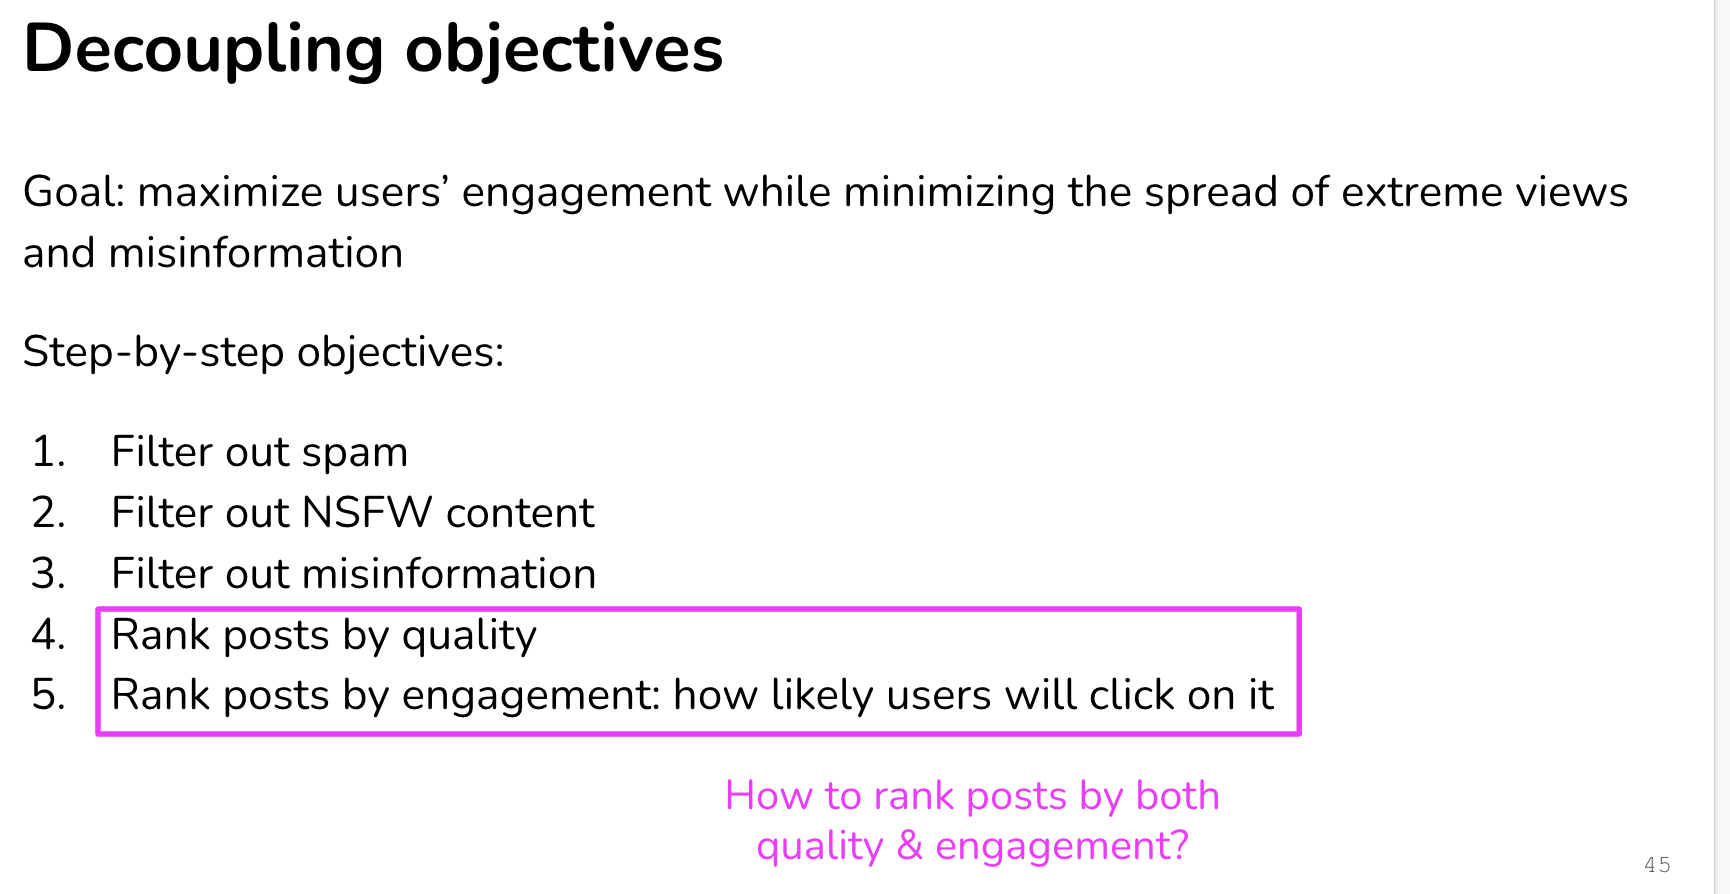 Decoupling objectives
Goal: maximize users’ engagement while minimizing the spread of extreme views
and misinformation
Step-by-step objectives:
1. Filter out spam
2. Filter out NSFW content
3. Filter out misinformation
4. Rank posts by quality
5. Rank posts by engagement: how likely users will click on it
How to rank posts by both
quality & engagement?
45